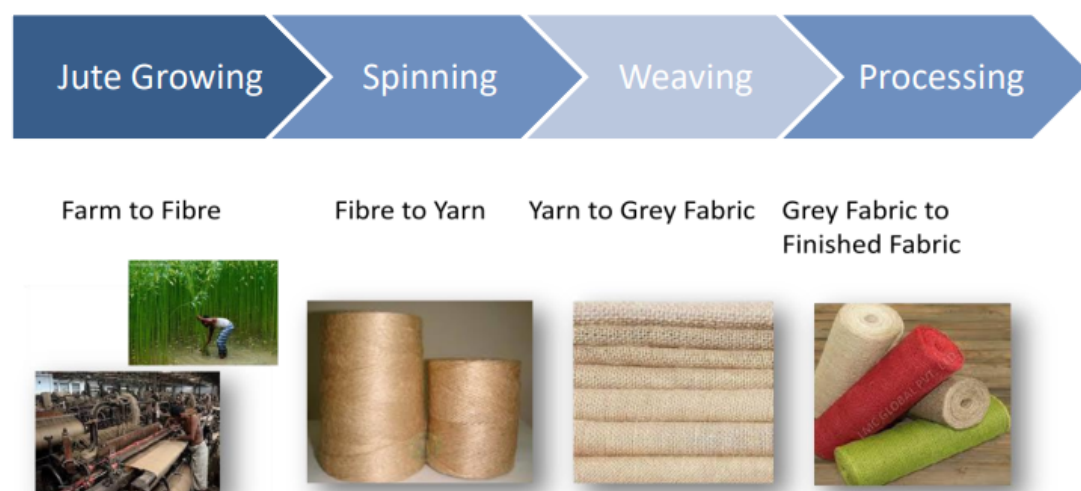 Jute Growing
Spinning
Weaving
Processing
Farm to Fibre
Fibre to Yarn
Yarn to Grey Fabric
Grey Fabric to
Finished Fabric